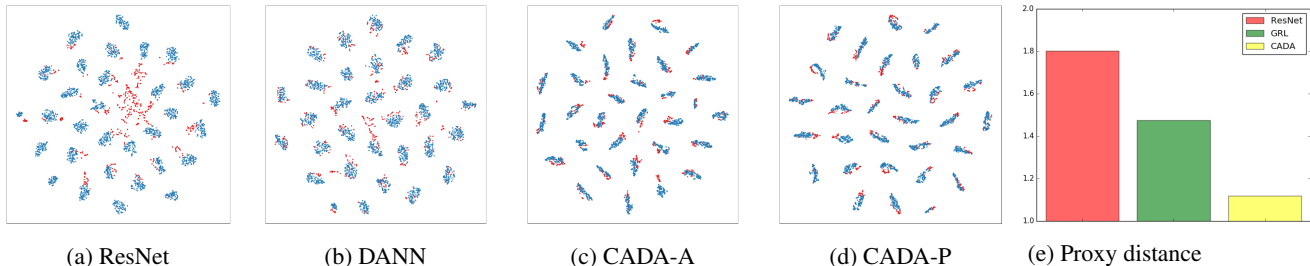 2.0
1.8
1.6
1.4
1.2
1.0
ResNet
GRL
CADA
(a) ResNet
(b) DANN
(c) CADA-A
(d) CADA-P
(e) Proxy distance